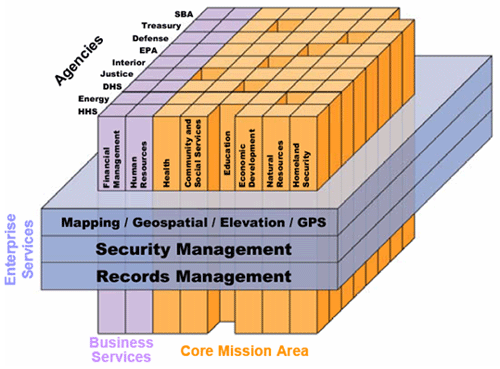 SBA
Treasury
Defense
EPA
Interior
Justice
DHS
Energy
HHS
Agencies
Financial
Management
Human
Resources
Health
Community and
Social Services
Education
Economic
Development
Natural
Resources
Homeland
Security
Enterprise
Services
Mapping / Geospatial / Elevation / GPS
Security Management
Records Management
Business
Services
Core Mission Area